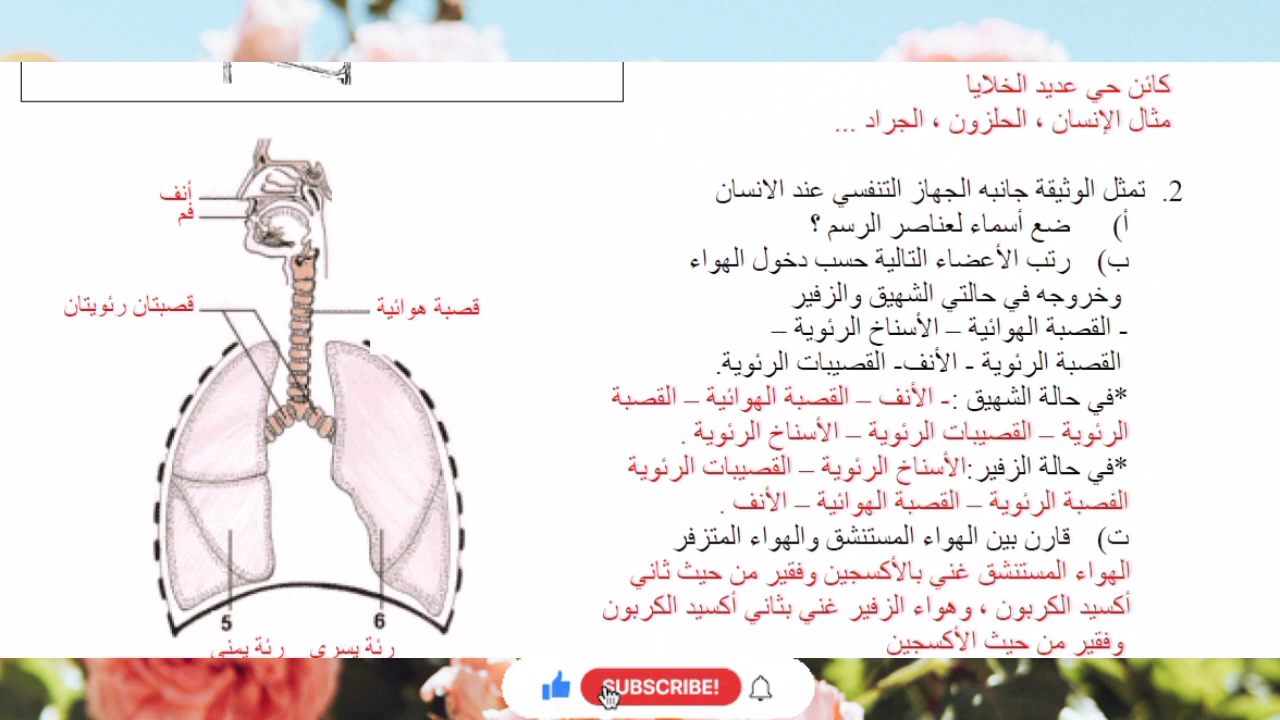 كائن حي عديد الخلايا
مثال الإنسان ، الحلزون ، الجراد ...
2. تمثل الوثيقة جانبه الجهاز التنفسي عند الانسان
أ) ضع أسماء لعناصر الرسم ؟
ب) رتب الأعضاء التالية حسب دخول الهواء
وخروجه في حالتي الشهيق والزفير
- القصبة الهوائية – الأسناخ الرئوية –
القصبة الرئوية - الأنف- القصيبات الرئوية.
*في حالة الشهيق :- الأنف – القصبة الهوائية – القصبة
الرئوية – القصيبات الرئوية – الأسناخ الرئوية .
*في حالة الزفير:الأسناخ الرئوية – القصيبات الرئوية
القصبة الرئوية – القصبة الهوائية – الأنف .
ت) قارن بين الهواء المستنشق والهواء المتزفر
الهواء المستنشق غني بالأكسجين وفقير من حيث ثاني
أكسيد الكربون ، وهواء الزفير غني بثاني أكسيد الكربون
وفقير من حيث الأكسجين
أنف
فم
قصبتان رئويتان
قصبة هوائية
5
6
رئة يمنى
رئة يسرى
SUBSCRIBE!